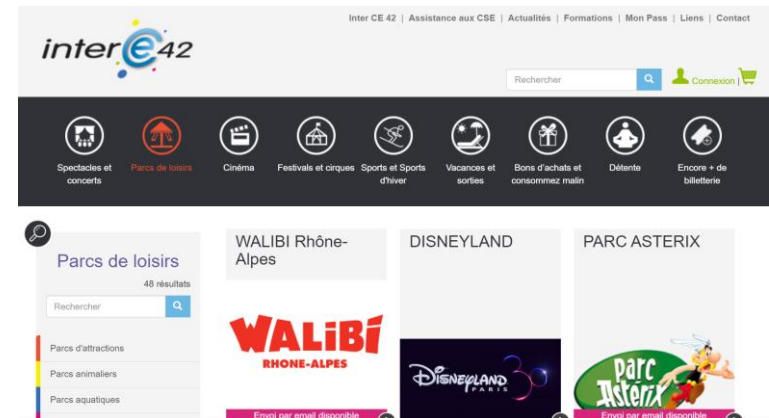 Inter CE 42 | Assistance aux CSE | Actualités | Formations | Mon Pass | Liens | Contact
inter e 42
Rechercher
Connexion |
Spectacles et concerts
Parcs de loisirs
Cinéma
Festivals et cirques
Sports et Sports d'hiver
Vacances et sorties
Bons d'achats et consommez malin
Détente
Encore + de billetterie
Parcs de loisirs
48 résultats
Rechercher
Parcs d'attractions
Parcs animaliers
Parcs aquatiques
WALIBI Rhône-
Alpes
WALiBi
RHONE-ALPES
Envoi par email disponible
DISNEYLAND
DISNEYLAND 30
PARIS
PARC ASTERIX
Parc
Astérix
Envoi par email disponible